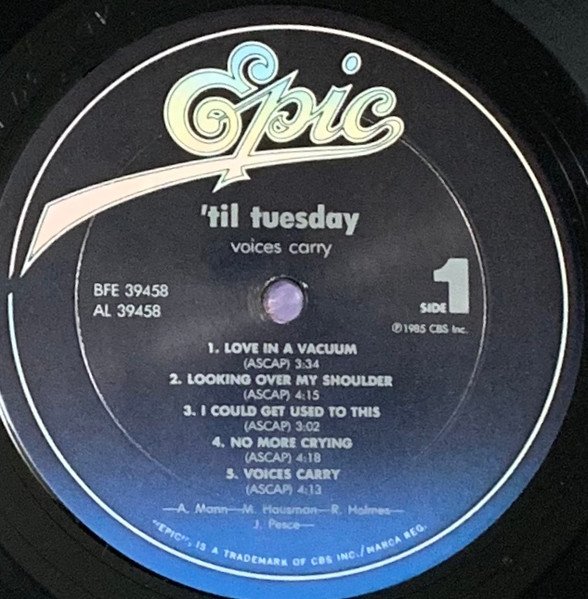 Epic
'til tuesday
voices carry
BFE 39458
AL 39458
SIDE 1
℗1985 CBS Inc.
1. LOVE IN A VACUUM
(ASCAP) 3:34
2. LOOKING OVER MY SHOULDER
(ASCAP) 4:15
3. I COULD GET USED TO THIS
(ASCAP) 3:02
4. NO MORE CRYING
(ASCAP) 4:18
5. VOICES CARRY
(ASCAP) 4:13
—A. Mann—M. Hausman—R. Holmes—
J. Pesce—
"EPIC", IS A TRADEMARK OF CBS INC./MARCA REG.